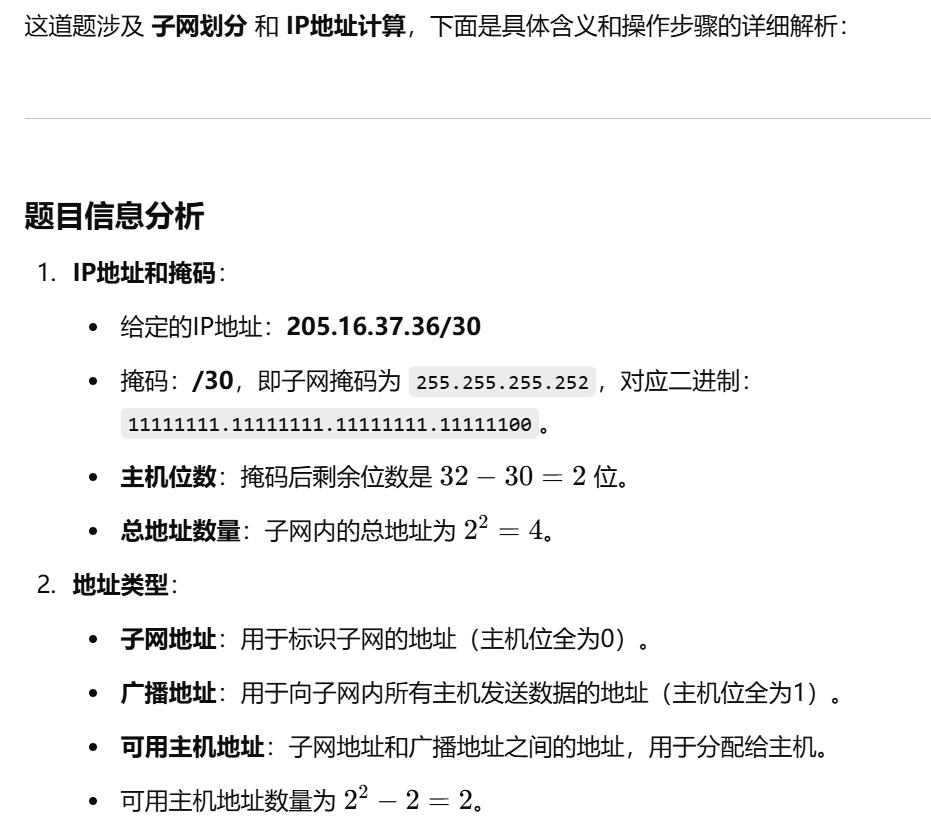 这道题涉及 子网划分 和 IP地址计算，下面是具体含义和操作步骤的详细解析：
题目信息分析
1. IP地址和掩码：
• 给定的IP地址：205.16.37.36/30
• 掩码：/30，即子网掩码为 255.255.255.252，对应二进制：
11111111.11111111.11111111.11111100。
• 主机位数：掩码后剩余位数是 32 − 30 = 2 位。
• 总地址数量：子网内的总地址为 2² = 4。
2. 地址类型：
• 子网地址：用于标识子网的地址（主机位全为0）。
• 广播地址：用于向子网内所有主机发送数据的地址（主机位全为1）。
• 可用主机地址：子网地址和广播地址之间的地址，用于分配给主机。
• 可用主机地址数量为 2² − 2 = 2。